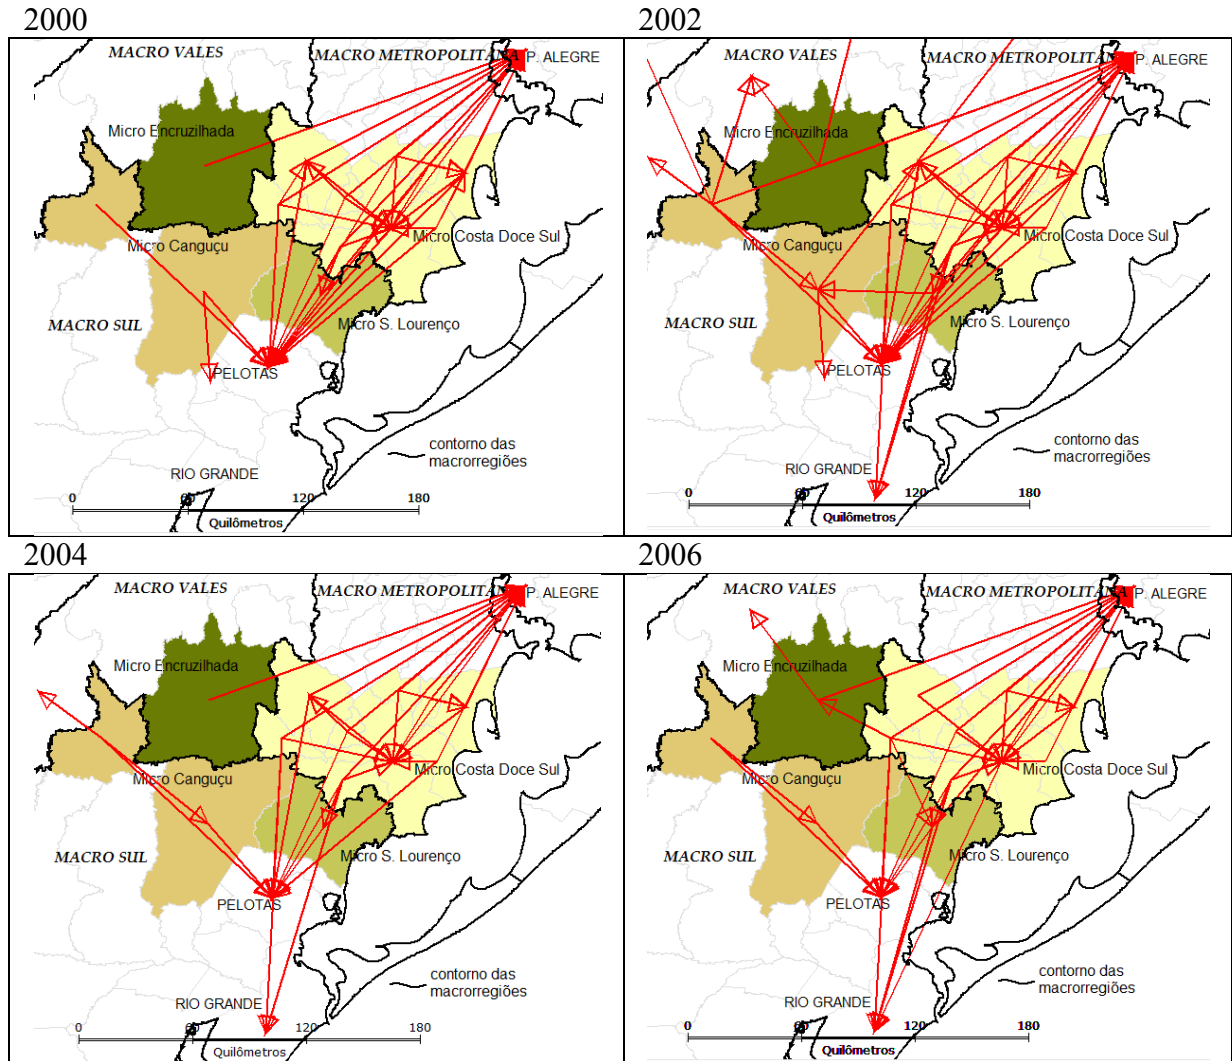 2000
MACRO VALES
MACRO METROPOLITANA
P. ALEGRE
Micro Encruzilhada
Micro Canguçu
Micro Costa Doce Sul
MACRO SUL
Micro S. Lourenço
PELOTAS
contorno das
macrorregiões
RIO GRANDE
0 60 120 180
Quilômetros
2002
MACRO VALES
MACRO METROPOLITANA
P. ALEGRE
Micro Encruzilhada
Micro Canguçu
Micro Costa Doce Sul
MACRO SUL
Micro S. Lourenço
PELOTAS
contorno das
macrorregiões
RIO GRANDE
0 60 120 180
Quilômetros
2004
MACRO VALES
MACRO METROPOLITANA
P. ALEGRE
Micro Encruzilhada
Micro Canguçu
Micro Costa Doce Sul
MACRO SUL
Micro S. Lourenço
PELOTAS
contorno das
macrorregiões
RIO GRANDE
0 60 120 180
Quilômetros
2006
MACRO VALES
MACRO METROPOLITANA
P. ALEGRE
Micro Encruzilhada
Micro Canguçu
Micro Costa Doce Sul
MACRO SUL
Micro S. Lourenço
PELOTAS
contorno das
macrorregiões
RIO GRANDE
0 60 120 180
Quilômetros